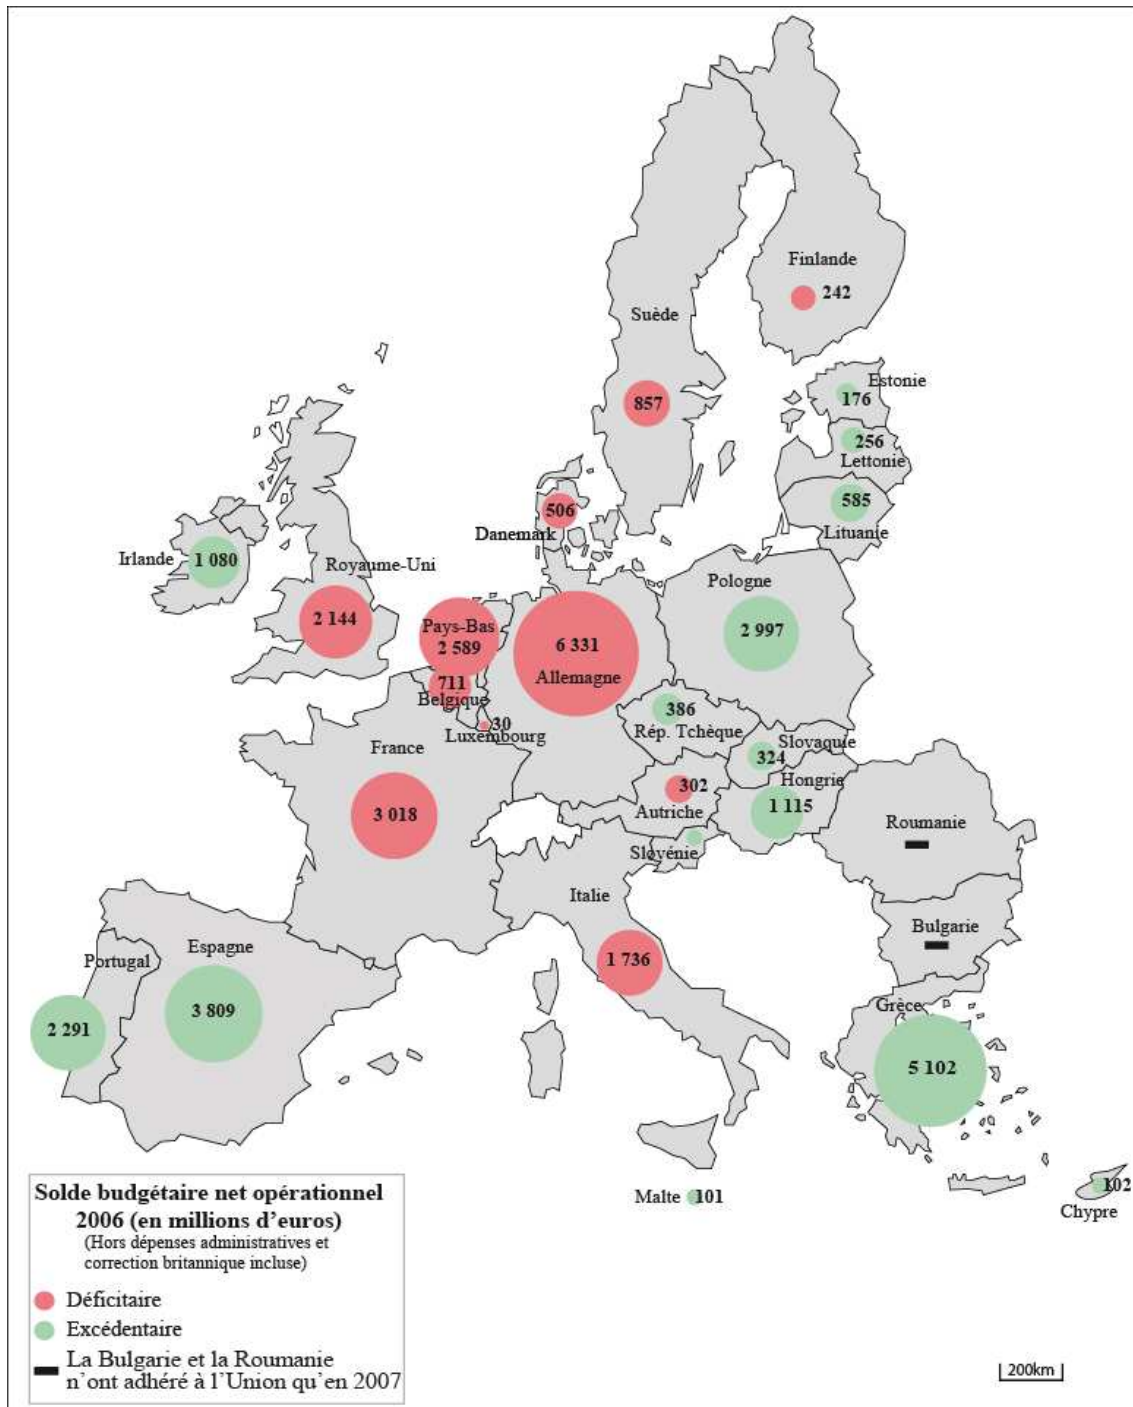 Finlande
242
Suède
Estonie
176
857
256
Lettonie
585
Lituanie
506
Danemark
Irlande
1 080
Royaume-Uni
2 144
Pologne
2 997
Pays-Bas
2 589
6 331
Allemagne
711
Belgique
30
Luxembourg
386
Rép. Tchèque
Slovaquie
324
France
3 018
302
Autriche
Hongrie
1 115
Roumanie
Slovénie
Italie
1 736
Bulgarie
Espagne
3 809
Portugal
2 291
Grèce
5 102
Malte 101
102
Chypre
Solde budgétaire net opérationnel
2006 (en millions d’euros)
(Hors dépenses administratives et
correction britannique incluse)
Déficitaire
Excédentaire
La Bulgarie et la Roumanie
n’ont adhéré à l’Union qu’en 2007
200km